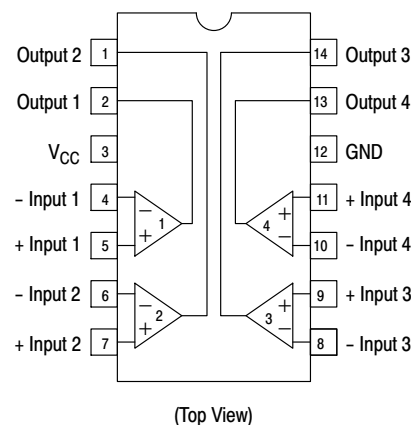 Output 2 1 14 Output 3
Output 1 2 13 Output 4
VCC 3 12 GND
– Input 1 4 – 1 + 4 11 + Input 4
+ Input 1 5 + – 10 – Input 4
– Input 2 6 – 2 + 3 9 + Input 3
+ Input 2 7 + – 8 – Input 3
(Top View)